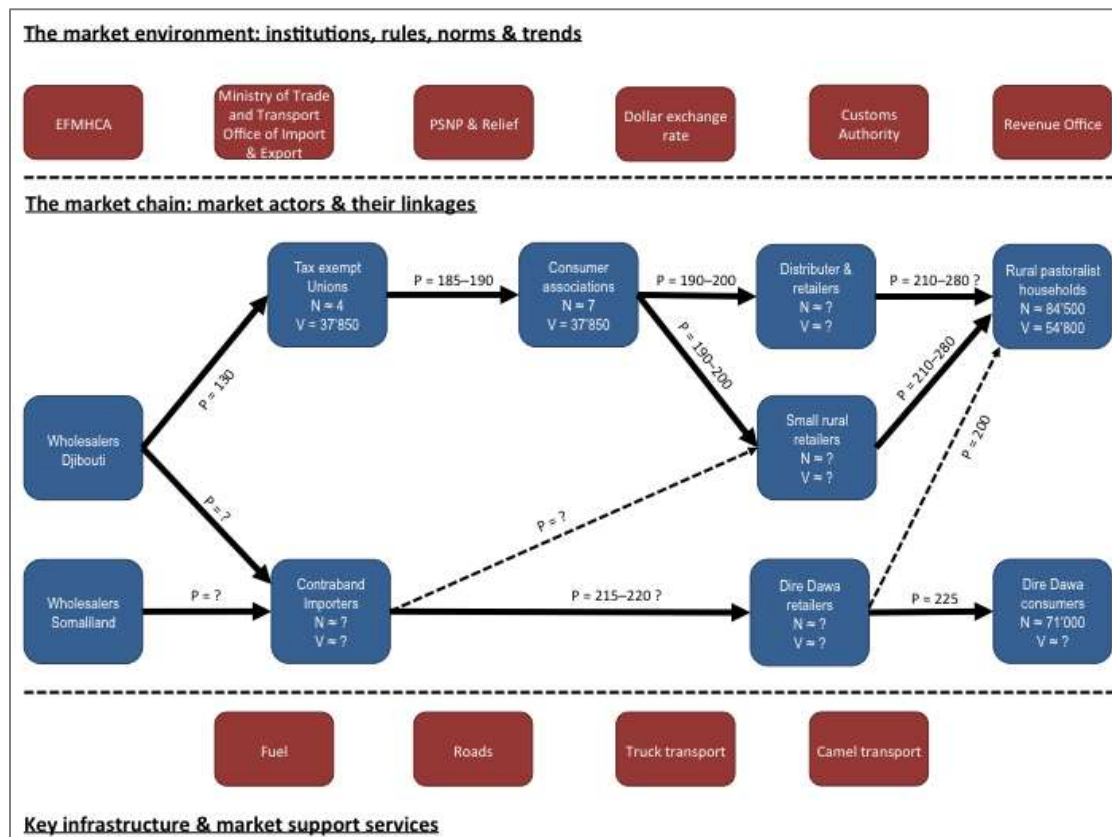 The market environment: institutions, rules, norms & trends
EFMHCA
Ministry of Trade
and Transport
Office of Import
& Export
PSNP & Relief
Dollar exchange
rate
Customs
Authority
Revenue Office
The market chain: market actors & their linkages
Tax exempt
Unions
N ≈ 4
V = 37'850
P = 185–190
Consumer
associations
N ≈ 7
V = 37'850
P = 190–200
Distributer &
retailers
N ≈ ?
V ≈ ?
P = 210–280 ?
Rural pastoralist
households
N ≈ 84'500
V ≈ 54'800
P = 130
P = 190–200
P = 210–280
P = 200
Wholesalers
Djibouti
Small rural
retailers
N ≈ ?
V ≈ ?
P = ?
P = ?
Wholesalers
Somaliland
P = ?
Contraband
Importers
N ≈ ?
V ≈ ?
P = 215–220 ?
Dire Dawa
retailers
N ≈ ?
V ≈ ?
P = 225
Dire Dawa
consumers
N ≈ 71'000
V ≈ ?
Fuel
Roads
Truck transport
Camel transport
Key infrastructure & market support services